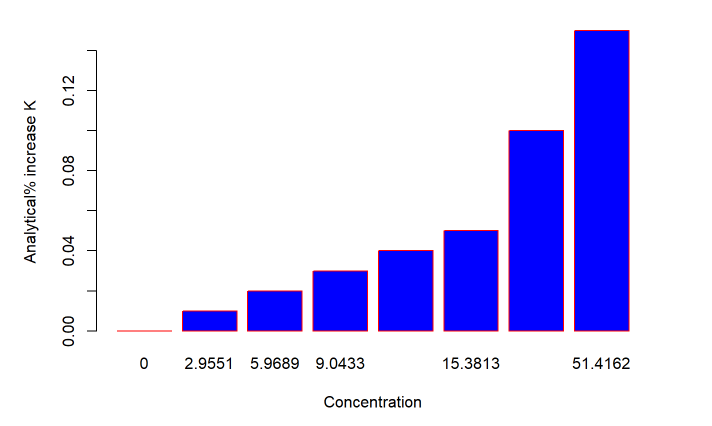 Analytical% increase K
0.12
0.08
0.04
0.00
0 2.9551 5.9689 9.0433 15.3813 51.4162
Concentration